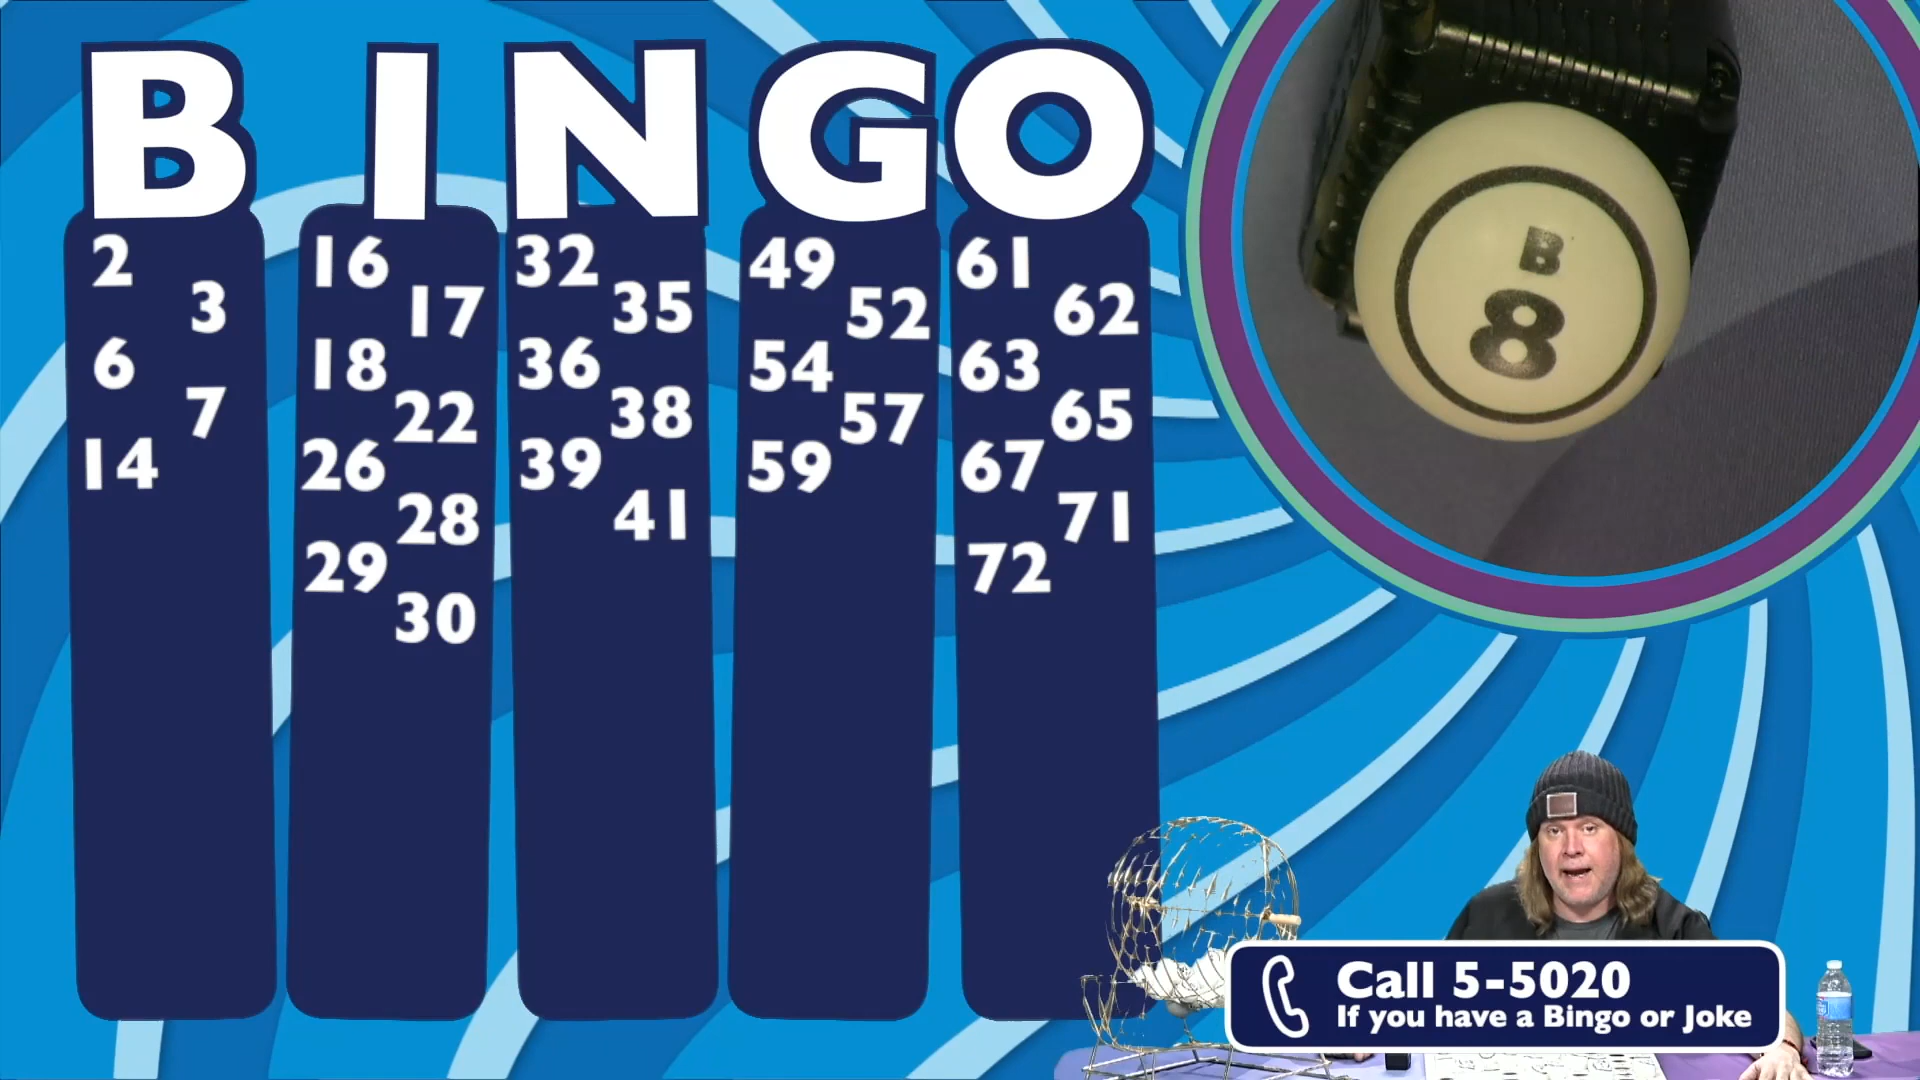 BINGO
2 16 32 49 61
3 17 35 52 62
6 18 36 54 63
7 22 38 57 65
14 26 39 59 67
28 41 71
29 72
30
B
8
Call 5-5020
If you have a Bingo or Joke